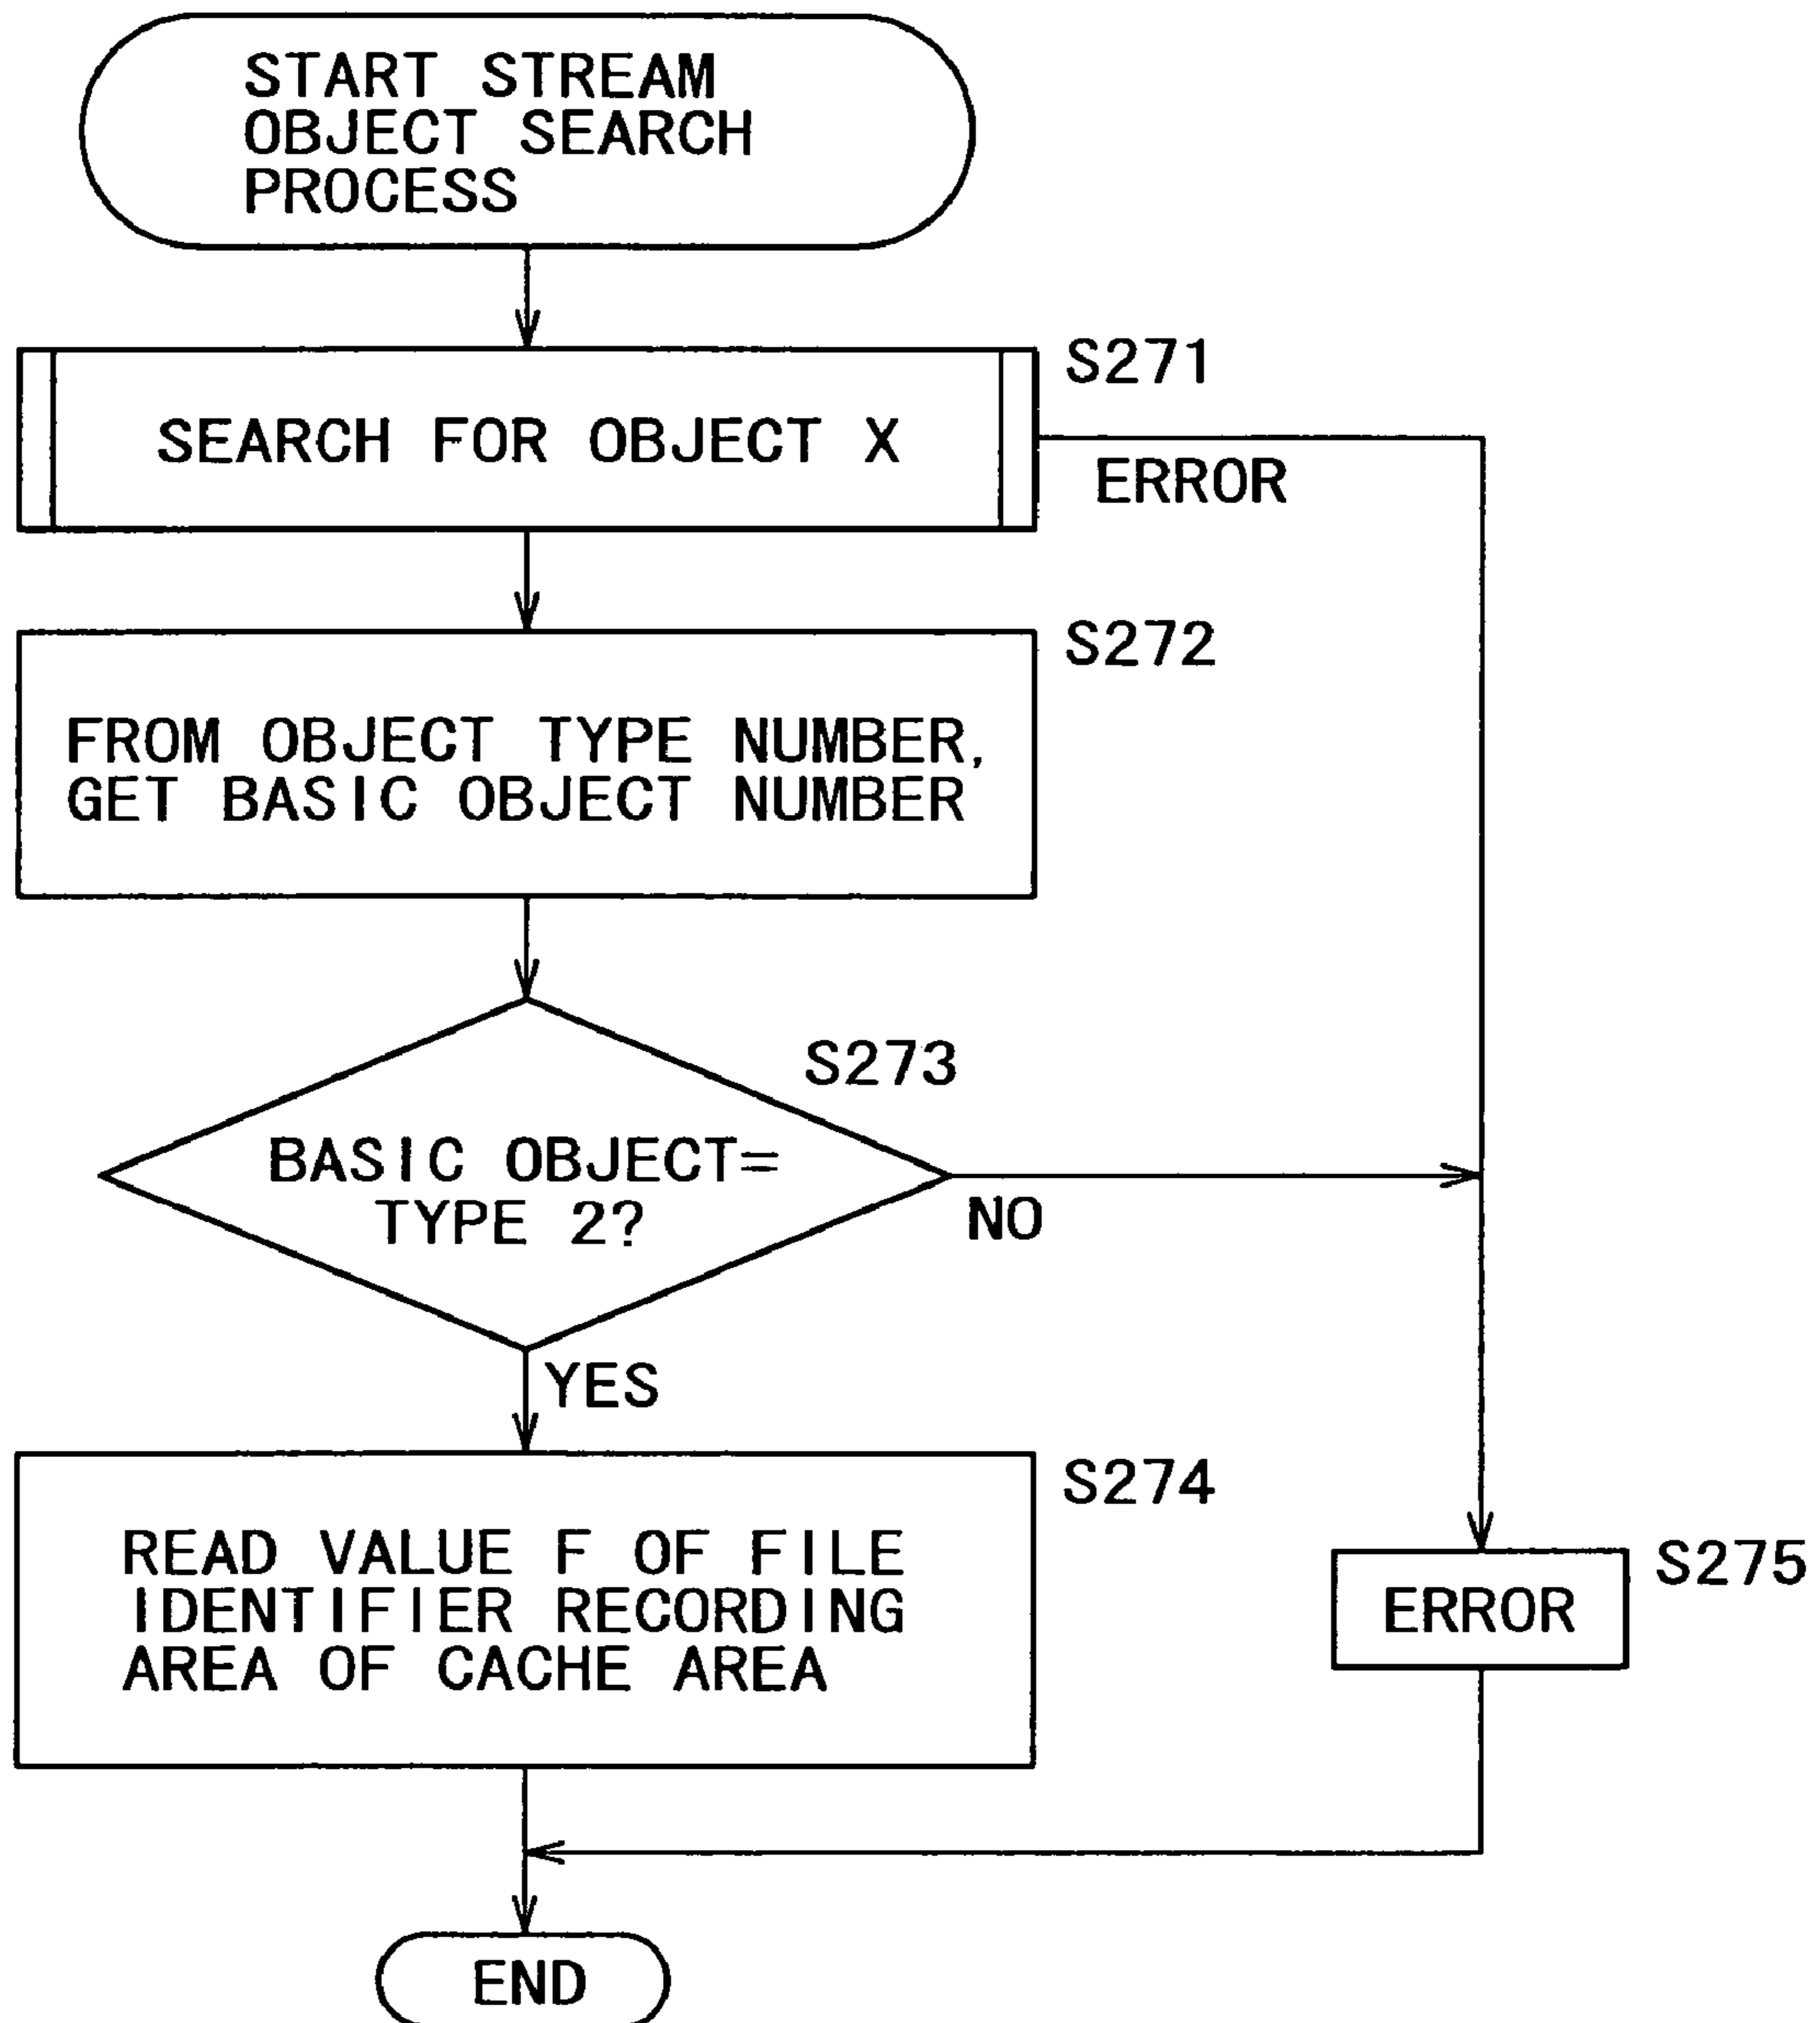 START STREAM
OBJECT SEARCH
PROCESS
S271
SEARCH FOR OBJECT X
ERROR
S272
FROM OBJECT TYPE NUMBER,
GET BASIC OBJECT NUMBER
S273
BASIC OBJECT=
TYPE 2?
NO
YES
S274
READ VALUE F OF FILE
IDENTIFIER RECORDING
AREA OF CACHE AREA
S275
ERROR
END